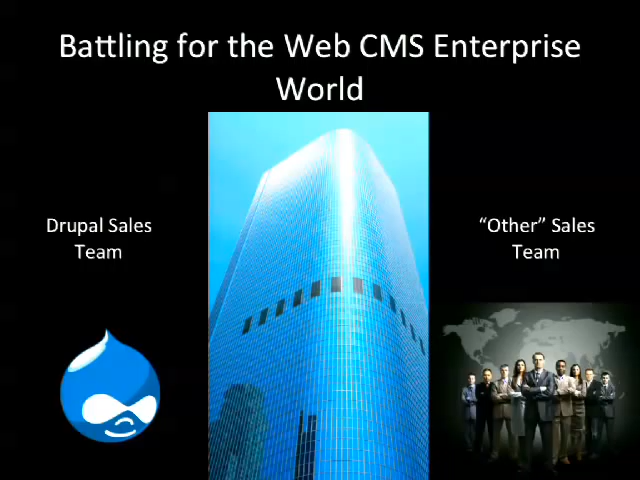 Battling for the Web CMS Enterprise
World
Drupal Sales
Team
“Other” Sales
Team